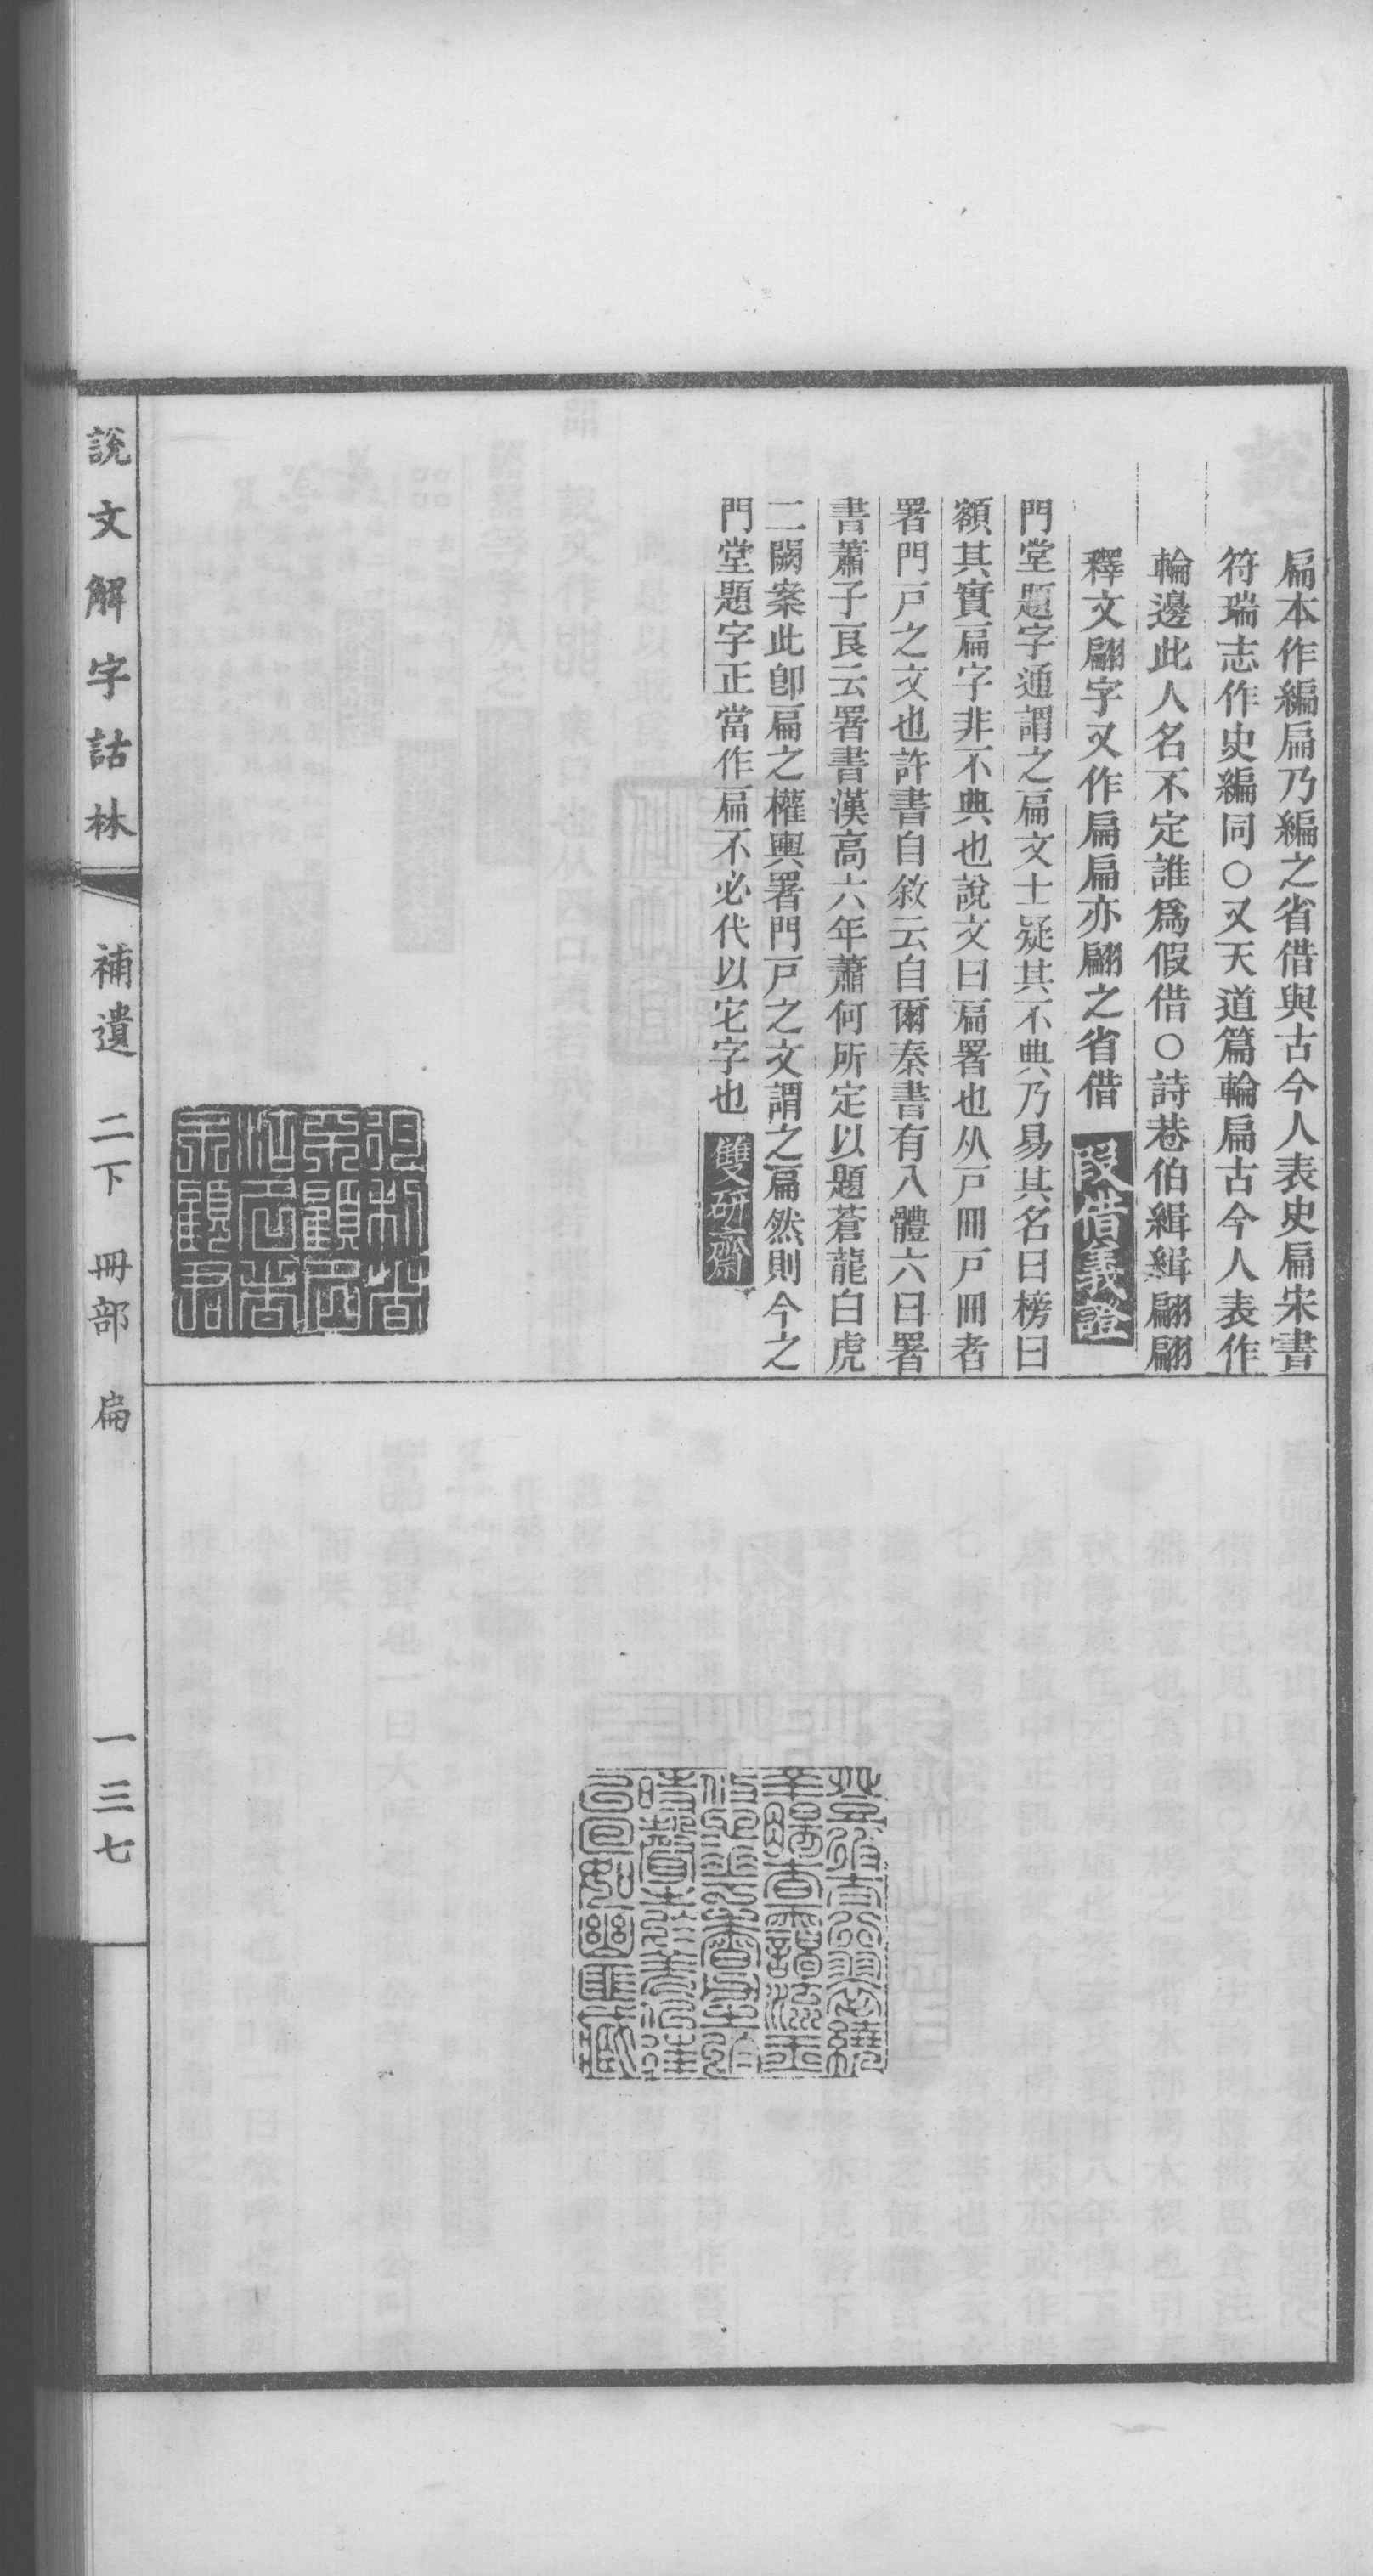 扁本作編扁乃編之省借與古今人表史扁宋書
符瑞志作史編同○又天道篇輪扁古今人表作
輪邊此人名不定誰爲假借○詩巷伯緝緝翩翩
釋文翩字又作扁扁亦翩之省借 叚借義證
門堂題字通謂之扁文士疑其不典乃易其名曰榜曰
額其實扁字非不典也說文曰扁署也从戸冊戸冊者
署門戸之文也許書自敘云自爾秦書有八體六曰署
書蕭子良云署書漢高六年蕭何所定以題蒼龍白虎
二闕案此卽扁之權輿署門戸之文謂之扁然則今之
門堂題字正當作扁不必代以它字也 雙研齋
說文解字詁林 補遺 二下 冊部 扁 一三七